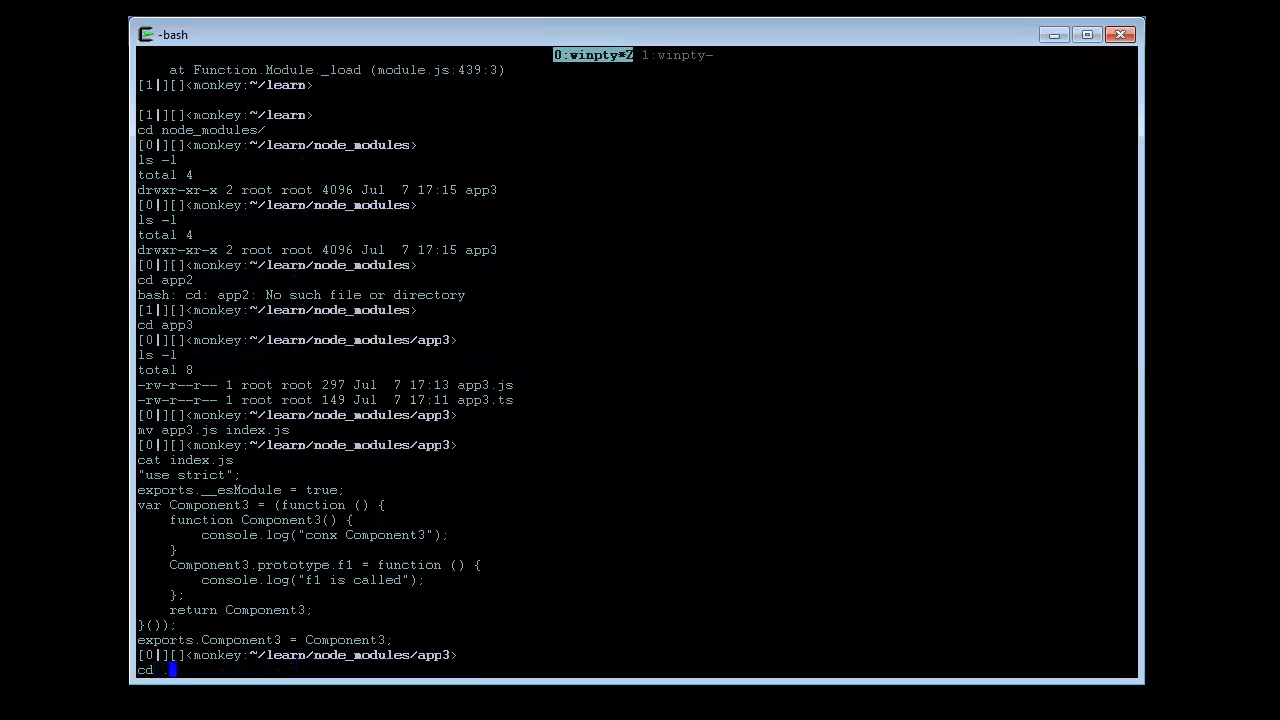 -bash
0:winpty*Z 1:winpty-
    at Function.Module._load (module.js:439:3)
[1|][]<monkey:~/learn>
[1|][]<monkey:~/learn>
cd node_modules/
[0|][]<monkey:~/learn/node_modules>
ls -l
total 4
drwxr-xr-x 2 root root 4096 Jul  7 17:15 app3
[0|][]<monkey:~/learn/node_modules>
ls -l
total 4
drwxr-xr-x 2 root root 4096 Jul  7 17:15 app3
[0|][]<monkey:~/learn/node_modules>
cd app2
bash: cd: app2: No such file or directory
[1|][]<monkey:~/learn/node_modules>
cd app3
[0|][]<monkey:~/learn/node_modules/app3>
ls -l
total 8
-rw-r--r-- 1 root root 297 Jul  7 17:13 app3.js
-rw-r--r-- 1 root root 149 Jul  7 17:11 app3.ts
[0|][]<monkey:~/learn/node_modules/app3>
mv app3.js index.js
[0|][]<monkey:~/learn/node_modules/app3>
cat index.js
"use strict";
exports.__esModule = true;
var Component3 = (function () {
    function Component3() {
        console.log("conx Component3");
    }
    Component3.prototype.f1 = function () {
        console.log("f1 is called");
    };
    return Component3;
}());
exports.Component3 = Component3;
[0|][]<monkey:~/learn/node_modules/app3>
cd .